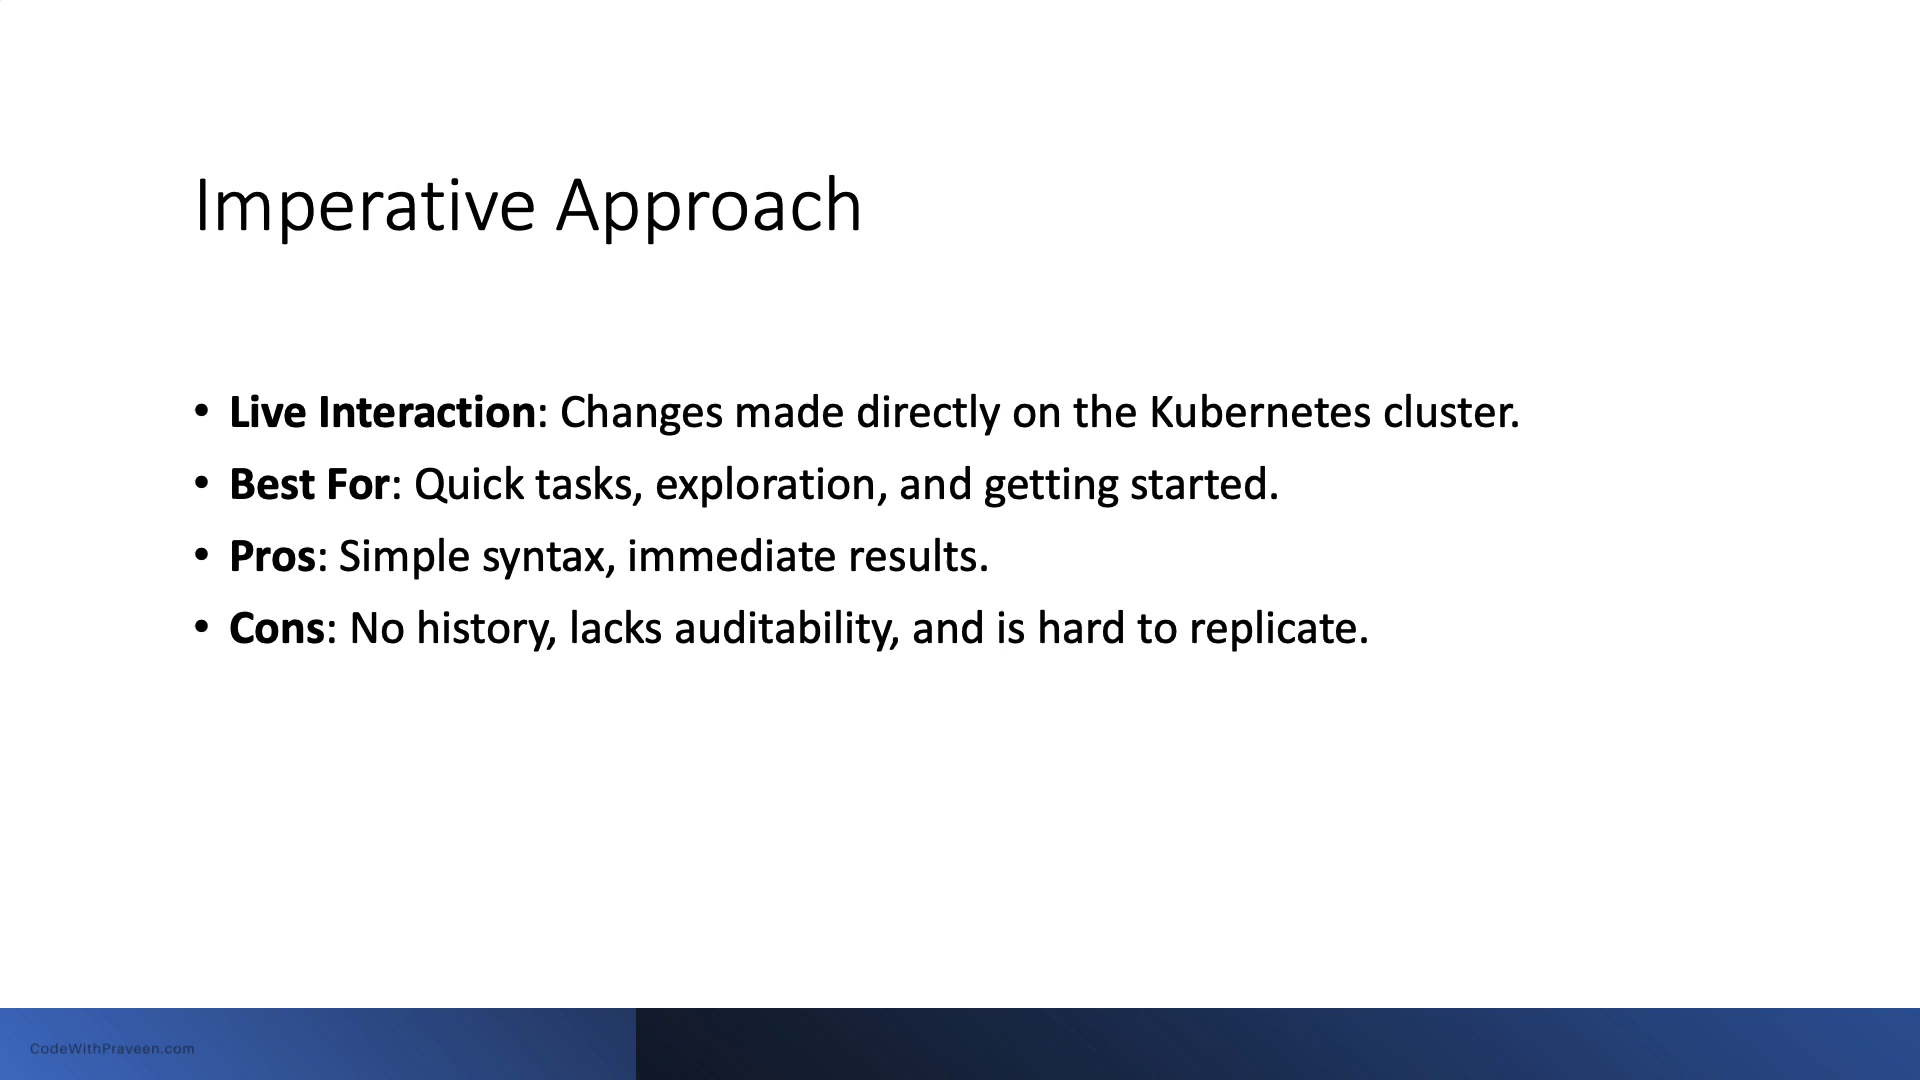 Imperative Approach
• Live Interaction: Changes made directly on the Kubernetes cluster.
• Best For: Quick tasks, exploration, and getting started.
• Pros: Simple syntax, immediate results.
• Cons: No history, lacks auditability, and is hard to replicate.
CodeWithPraveen.com